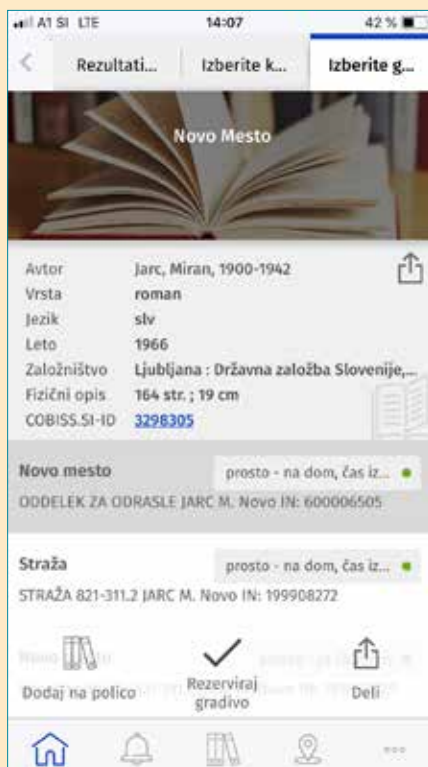 A1 SI LTE 14:07 42 %
Rezultati... Izberite k... Izberite g...
Novo Mesto
Avtor Jarc, Miran, 1900-1942
Vrsta roman
Jezik slv
Leto 1966
Založništvo Ljubljana : Državna založba Slovenije,...
Fizični opis 164 str. ; 19 cm
COBISS.SI-ID 3298305
Novo mesto prosto - na dom, čas iz...
ODDELEK ZA ODRASLE JARC M. Novo IN: 600006505
Straža prosto - na dom, čas iz...
STRAŽA 821-311.2 JARC M. Novo IN: 199908272
Dodaj na polico
Rezerviraj
gradivo
Deli